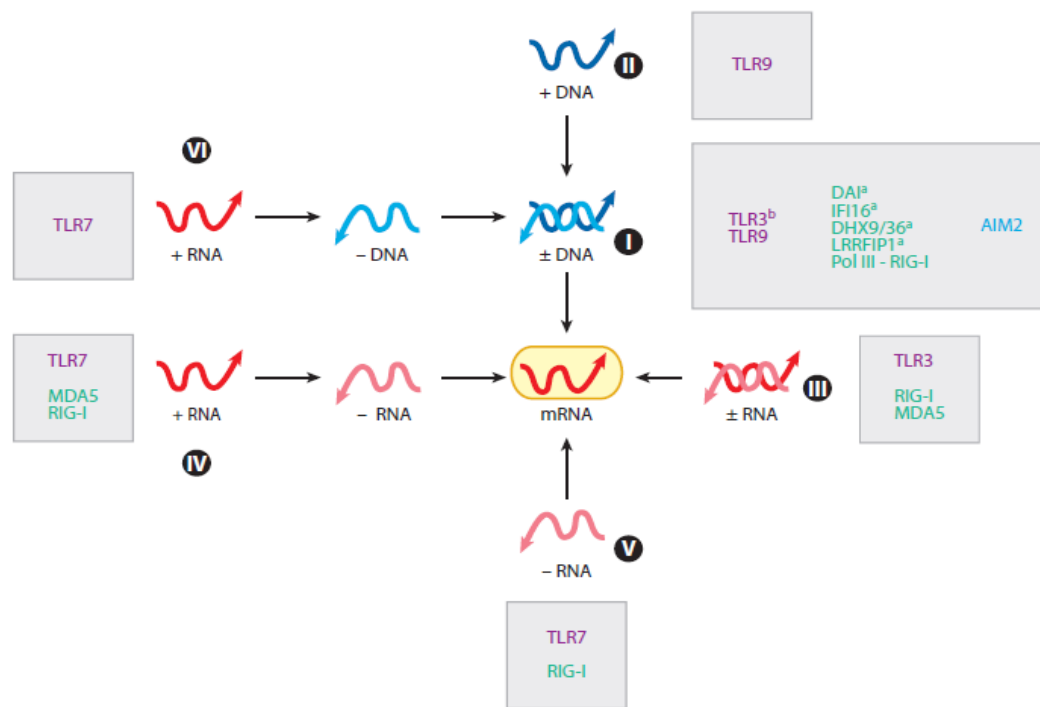 II
+ DNA
TLR9
VI
TLR7
+ RNA
− DNA
± DNA
I
TLR3ᵇ
TLR9
DAIᵃ
IFI16ᵃ
DHX9/36ᵃ
LRRFIP1ᵃ
Pol III - RIG-I
AIM2
TLR7
MDA5
RIG-I
+ RNA
IV
− RNA
mRNA
± RNA
III
TLR3
RIG-I
MDA5
V
− RNA
TLR7
RIG-I